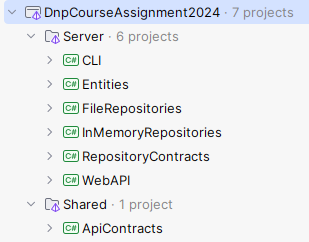 DnpCourseAssignment2024 · 7 projects
Server · 6 projects
C# CLI
C# Entities
C# FileRepositories
C# InMemoryRepositories
C# RepositoryContracts
C# WebAPI
Shared · 1 project
C# ApiContracts